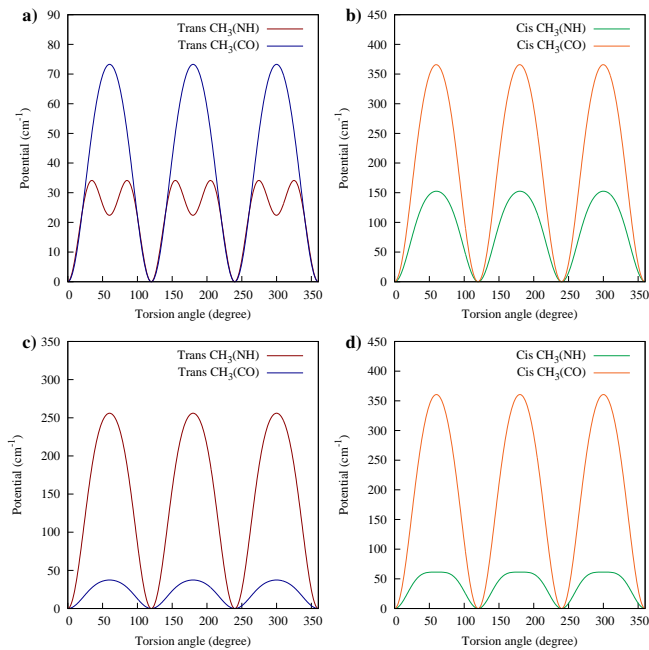 a)
Trans CH3(NH)
Trans CH3(CO)
90
80
70
60
50
40
30
20
10
0
Potential (cm-1)
0 50 100 150 200 250 300 350
Torsion angle (degree)
b)
Cis CH3(NH)
Cis CH3(CO)
450
400
350
300
250
200
150
100
50
0
Potential (cm-1)
0 50 100 150 200 250 300 350
Torsion angle (degree)
c)
Trans CH3(NH)
Trans CH3(CO)
350
300
250
200
150
100
50
0
Potential (cm-1)
0 50 100 150 200 250 300 350
Torsion angle (degree)
d)
Cis CH3(NH)
Cis CH3(CO)
450
400
350
300
250
200
150
100
50
0
Potential (cm-1)
0 50 100 150 200 250 300 350
Torsion angle (degree)